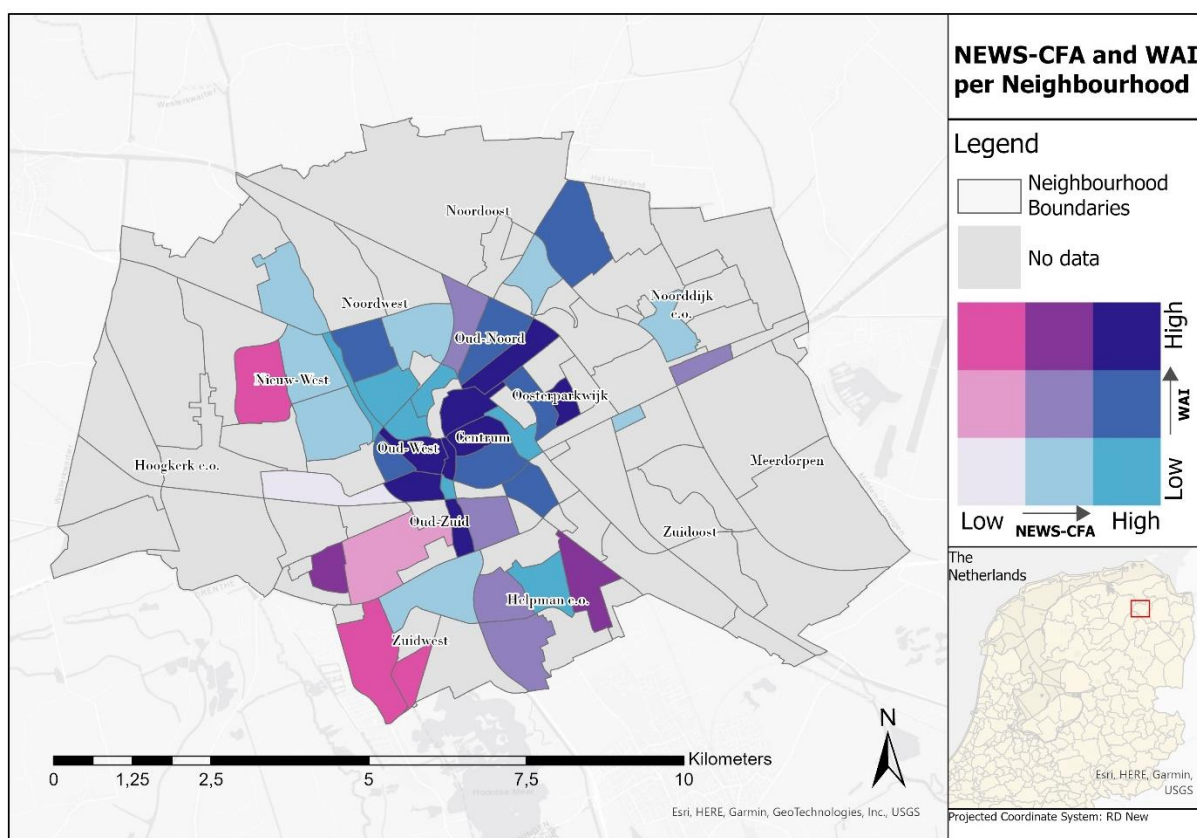 NEWS-CFA and WAI
per Neighbourhood
Legend
Neighbourhood
Boundaries
No data
High
WAI
Low
Low
NEWS-CFA
High
The
Netherlands
Esri, HERE, Garmin,
USGS
Projected Coordinate System: RD New
Westerkwartier
Het Hogeland
Noordoost
Noordwest
Noorddijk
e.o.
Oud-Noord
Nieuw-West
Oosterparkwijk
Oud-West
Centrum
Hoogkerk e.o.
Meerdorpen
Oud-Zuid
Zuidoost
Helpman e.o.
Zuidwest
N
Kilometers
0
1,25
2,5
5
7,5
10
Esri, HERE, Garmin, GeoTechnologies, Inc., USGS